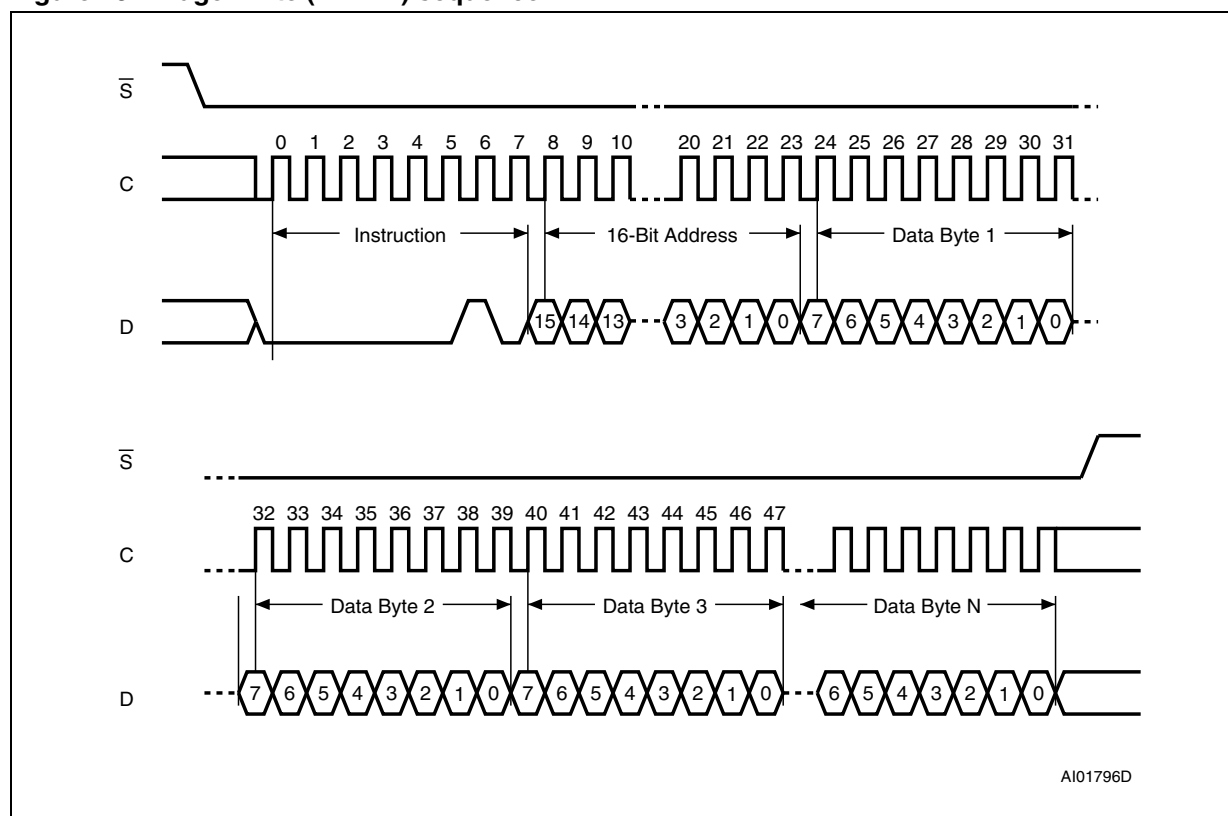 S
0 1 2 3 4 5 6 7 8 9 10 20 21 22 23 24 25 26 27 28 29 30 31
C
Instruction 16-Bit Address Data Byte 1
D 15 14 13 3 2 1 0 7 6 5 4 3 2 1 0
S
32 33 34 35 36 37 38 39 40 41 42 43 44 45 46 47
C
Data Byte 2 Data Byte 3 Data Byte N
D 7 6 5 4 3 2 1 0 7 6 5 4 3 2 1 0 6 5 4 3 2 1 0
AI01796D